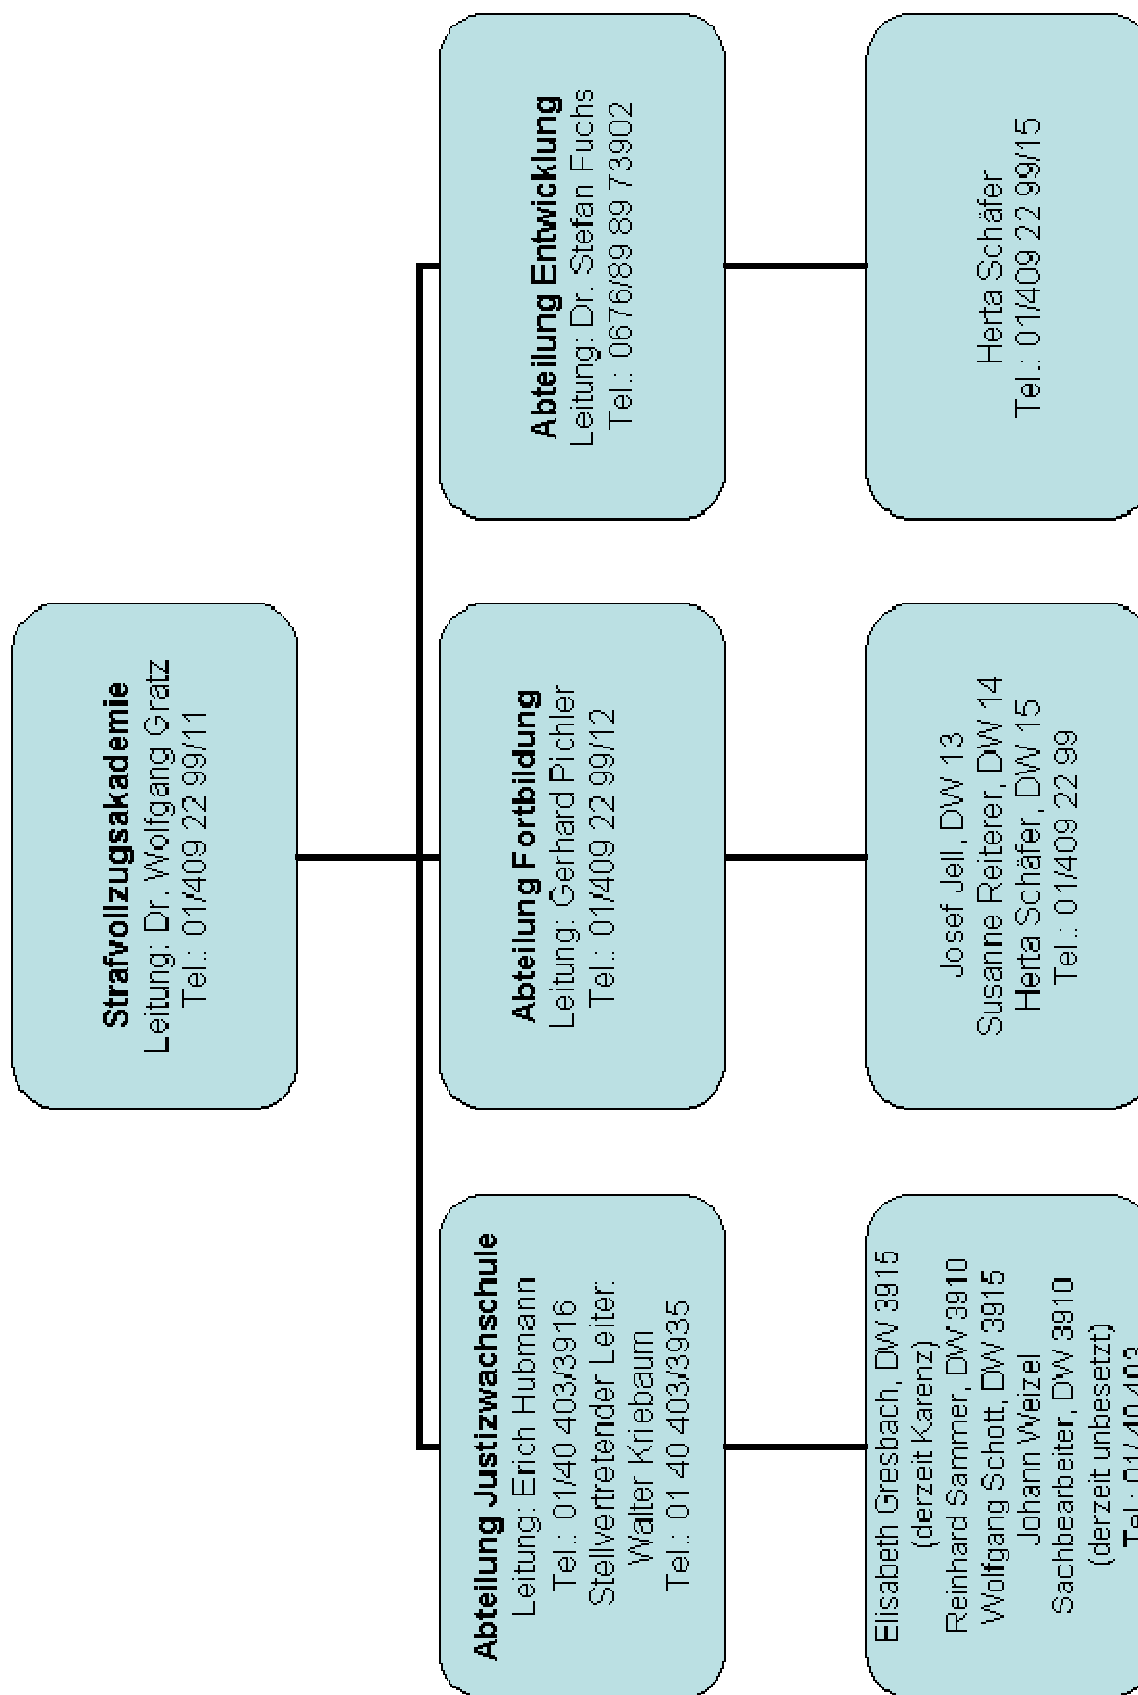 Strafvollzugsakademie
Leitung: Dr. Wolfgang Gratz
Tel.: 01/409 22 99/11
Abteilung Justizwachschule
Leitung: Erich Hubmann
Tel.: 01/40 403/3916
Stellvertretender Leiter:
Walter Kriebaum
Tel.: 01 40 403/3935
Abteilung Fortbildung
Leitung: Gerhard Pichler
Tel.: 01/409 22 99/12
Abteilung Entwicklung
Leitung: Dr. Stefan Fuchs
Tel.: 0676/89 89 73902
Elisabeth Gresbach, DW 3915
(derzeit Karenz)
Reinhard Sammer, DW 3910
Wolfgang Schott, DW 3915
Johann Weizel
Sachbearbeiter, DW 3910
(derzeit unbesetzt)
Tel.: 01/ 40 403
Josef Jell, DW 13
Susanne Reiterer, DW 14
Herta Schäfer, DW 15
Tel.: 01/409 22 99
Herta Schäfer
Tel.: 01/409 22 99/15